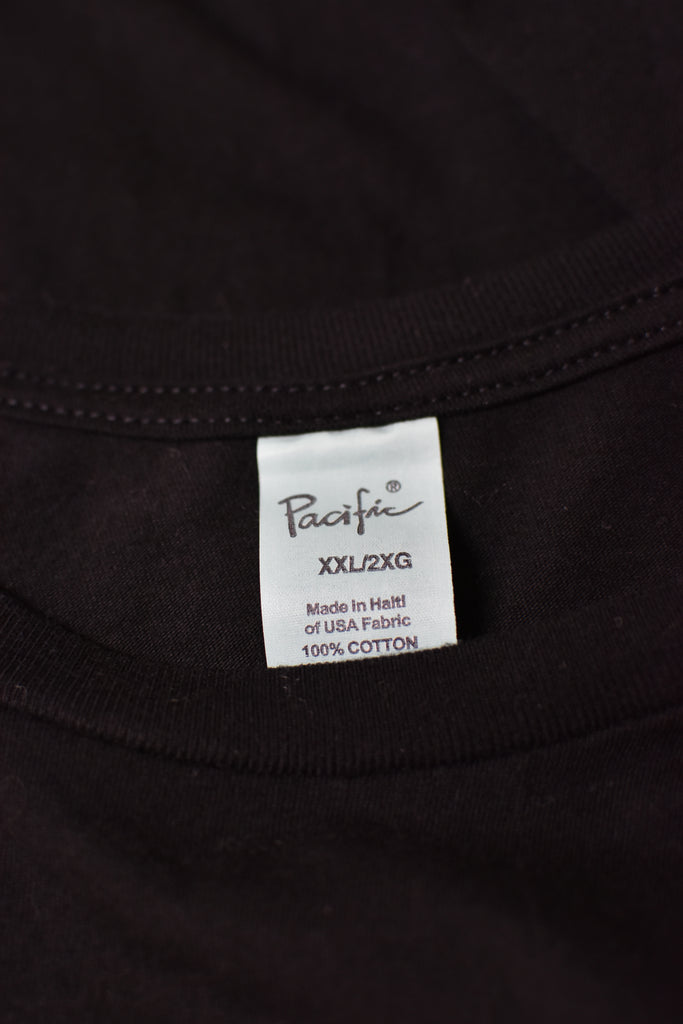 Pacific®
XXL/2XG
Made in Haiti
of USA Fabric
100% COTTON